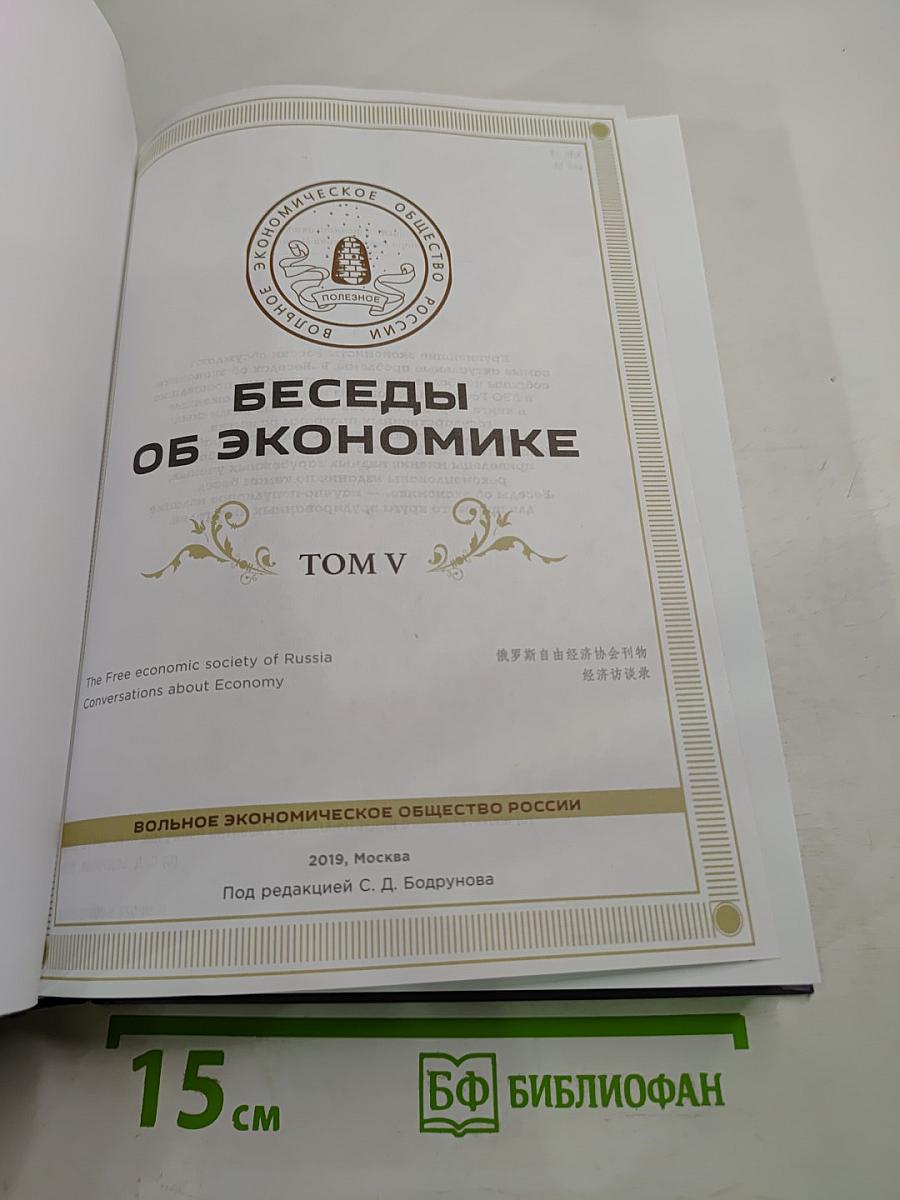 ВОЛЬНОЕ ЭКОНОМИЧЕСКОЕ ОБЩЕСТВО РОССИИ
ПОЛЕЗНОЕ
БЕСЕДЫ
ОБ ЭКОНОМИКЕ
ТОМ V
The Free economic society of Russia
Conversations about Economy
俄罗斯自由经济协会刊物
经济访谈录
ВОЛЬНОЕ ЭКОНОМИЧЕСКОЕ ОБЩЕСТВО РОССИИ
2019, Москва
Под редакцией С. Д. Бодрунова
15 см
БФ БИБЛИОФАН